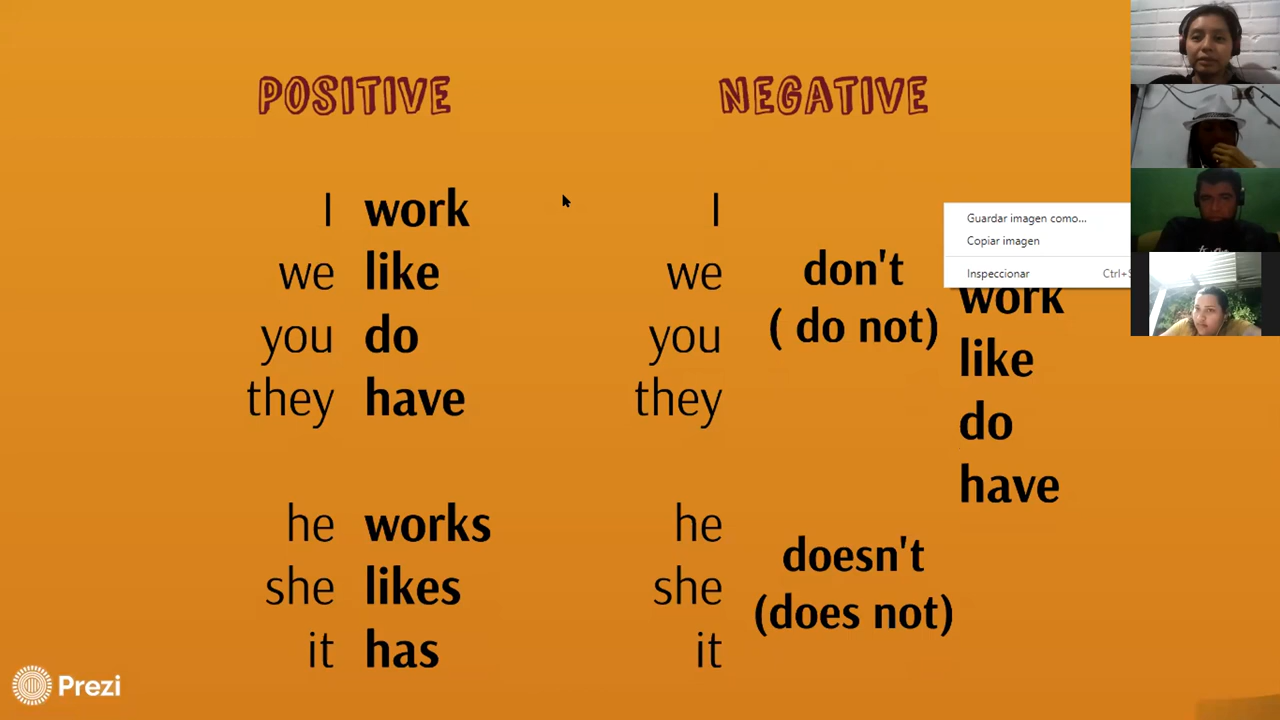 POSITIVE
I work
we like
you do
they have
he works
she likes
it has
NEGATIVE
I
we
you
they
don't
( do not)
he
she
it
doesn't
(does not)
work
like
do
have
Guardar imagen como...
Copiar imagen
Inspeccionar Ctrl+
Prezi